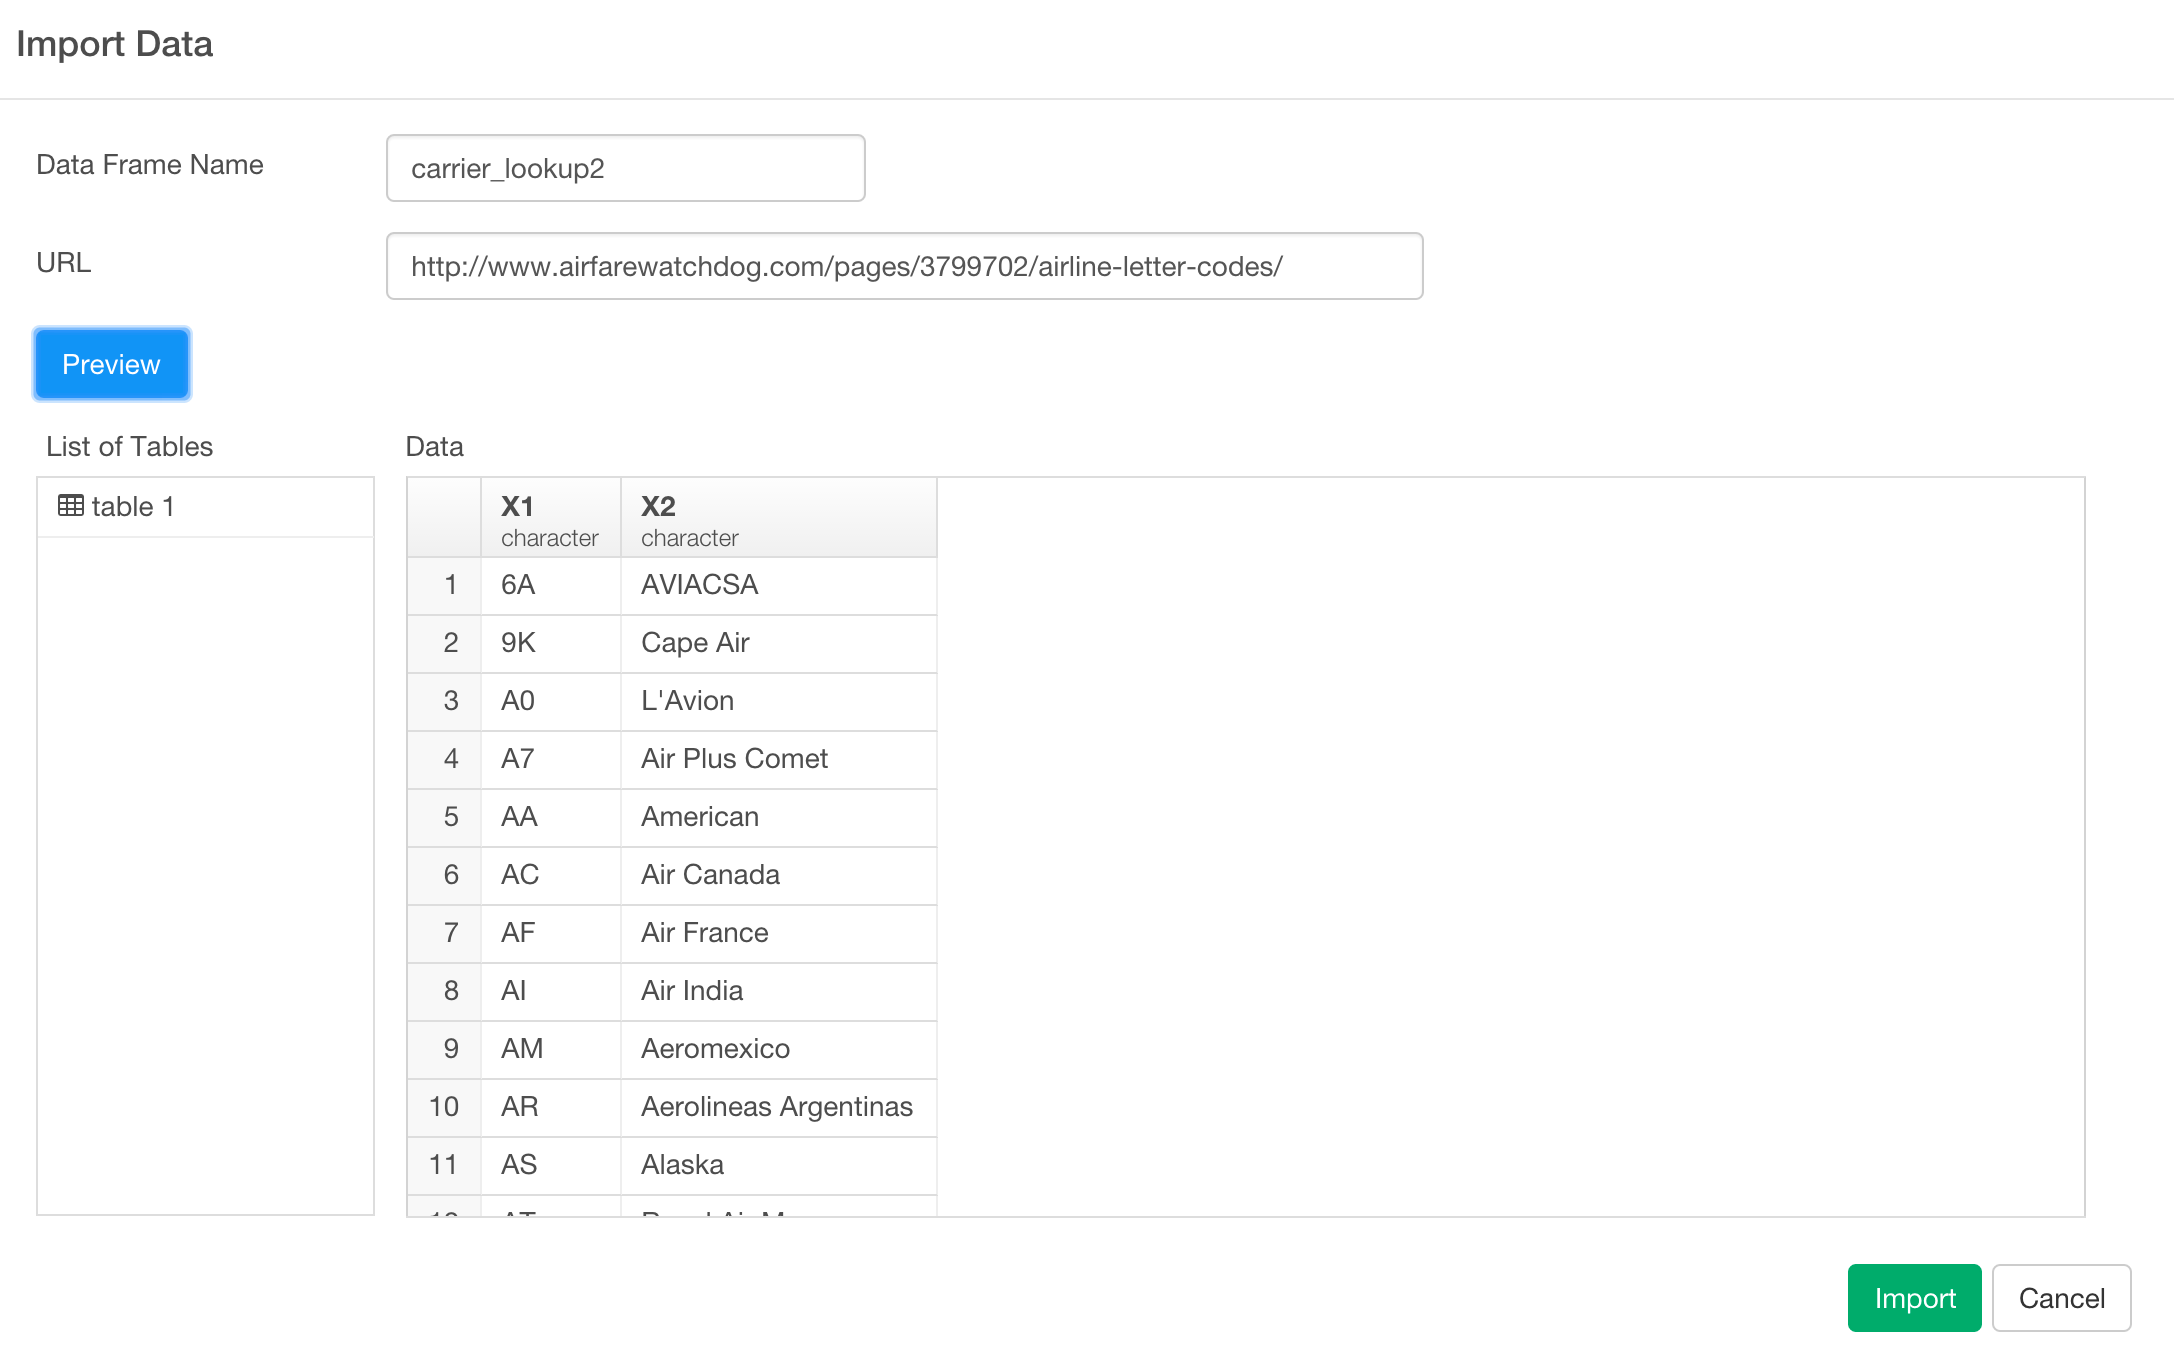 Import Data
Data Frame Name
carrier_lookup2
URL
http://www.airfarewatchdog.com/pages/3799702/airline-letter-codes/
Preview
List of Tables
Data
table 1
X1 X2
character character
1 6A AVIACSA
2 9K Cape Air
3 A0 L'Avion
4 A7 Air Plus Comet
5 AA American
6 AC Air Canada
7 AF Air France
8 AI Air India
9 AM Aeromexico
10 AR Aerolineas Argentinas
11 AS Alaska
Import Cancel